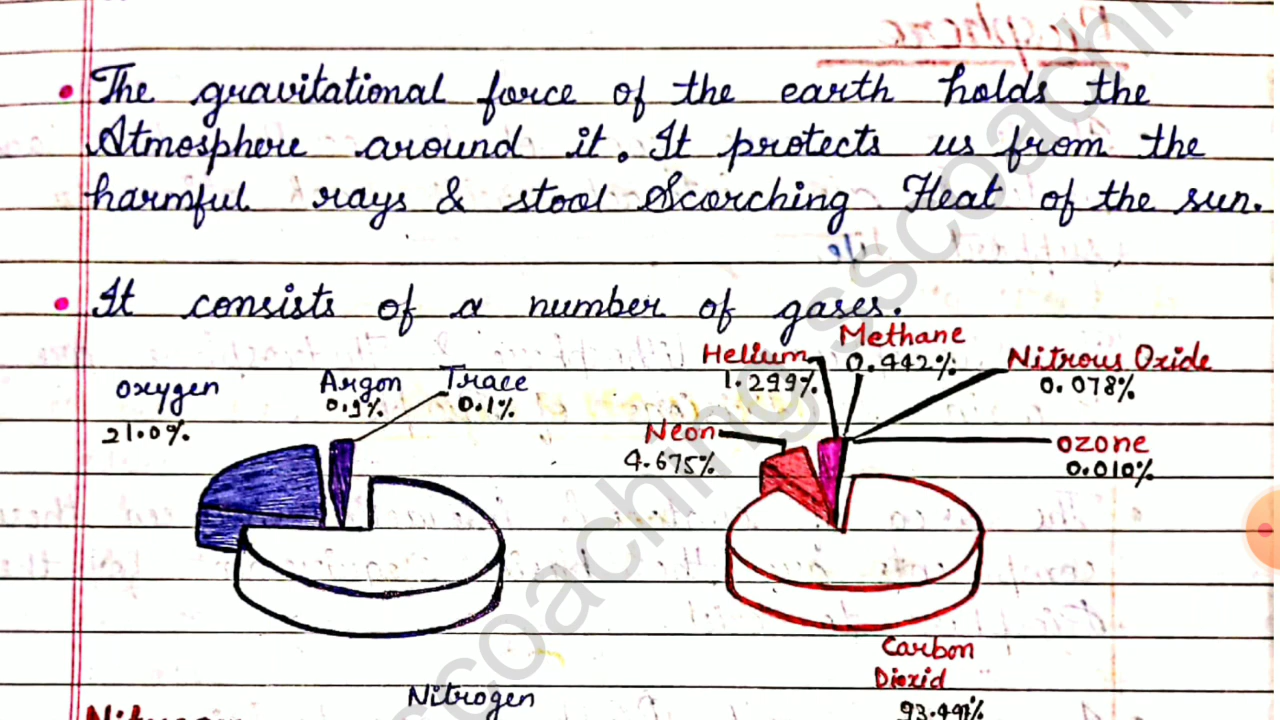 • The gravitational force of the earth holds the
Atmosphere around it. It protects us from the
harmful rays & stool Scorching Heat of the sun.
• It consists of a number of gases.
Oxygen
21.0%
Argon
0.9%
Trace
0.1%
Nitrogen
Helium
1.299%
Methane
0.442%
Nitrous Oxide
0.078%
Neon
4.675%
Ozone
0.010%
Carbon
Dioxid